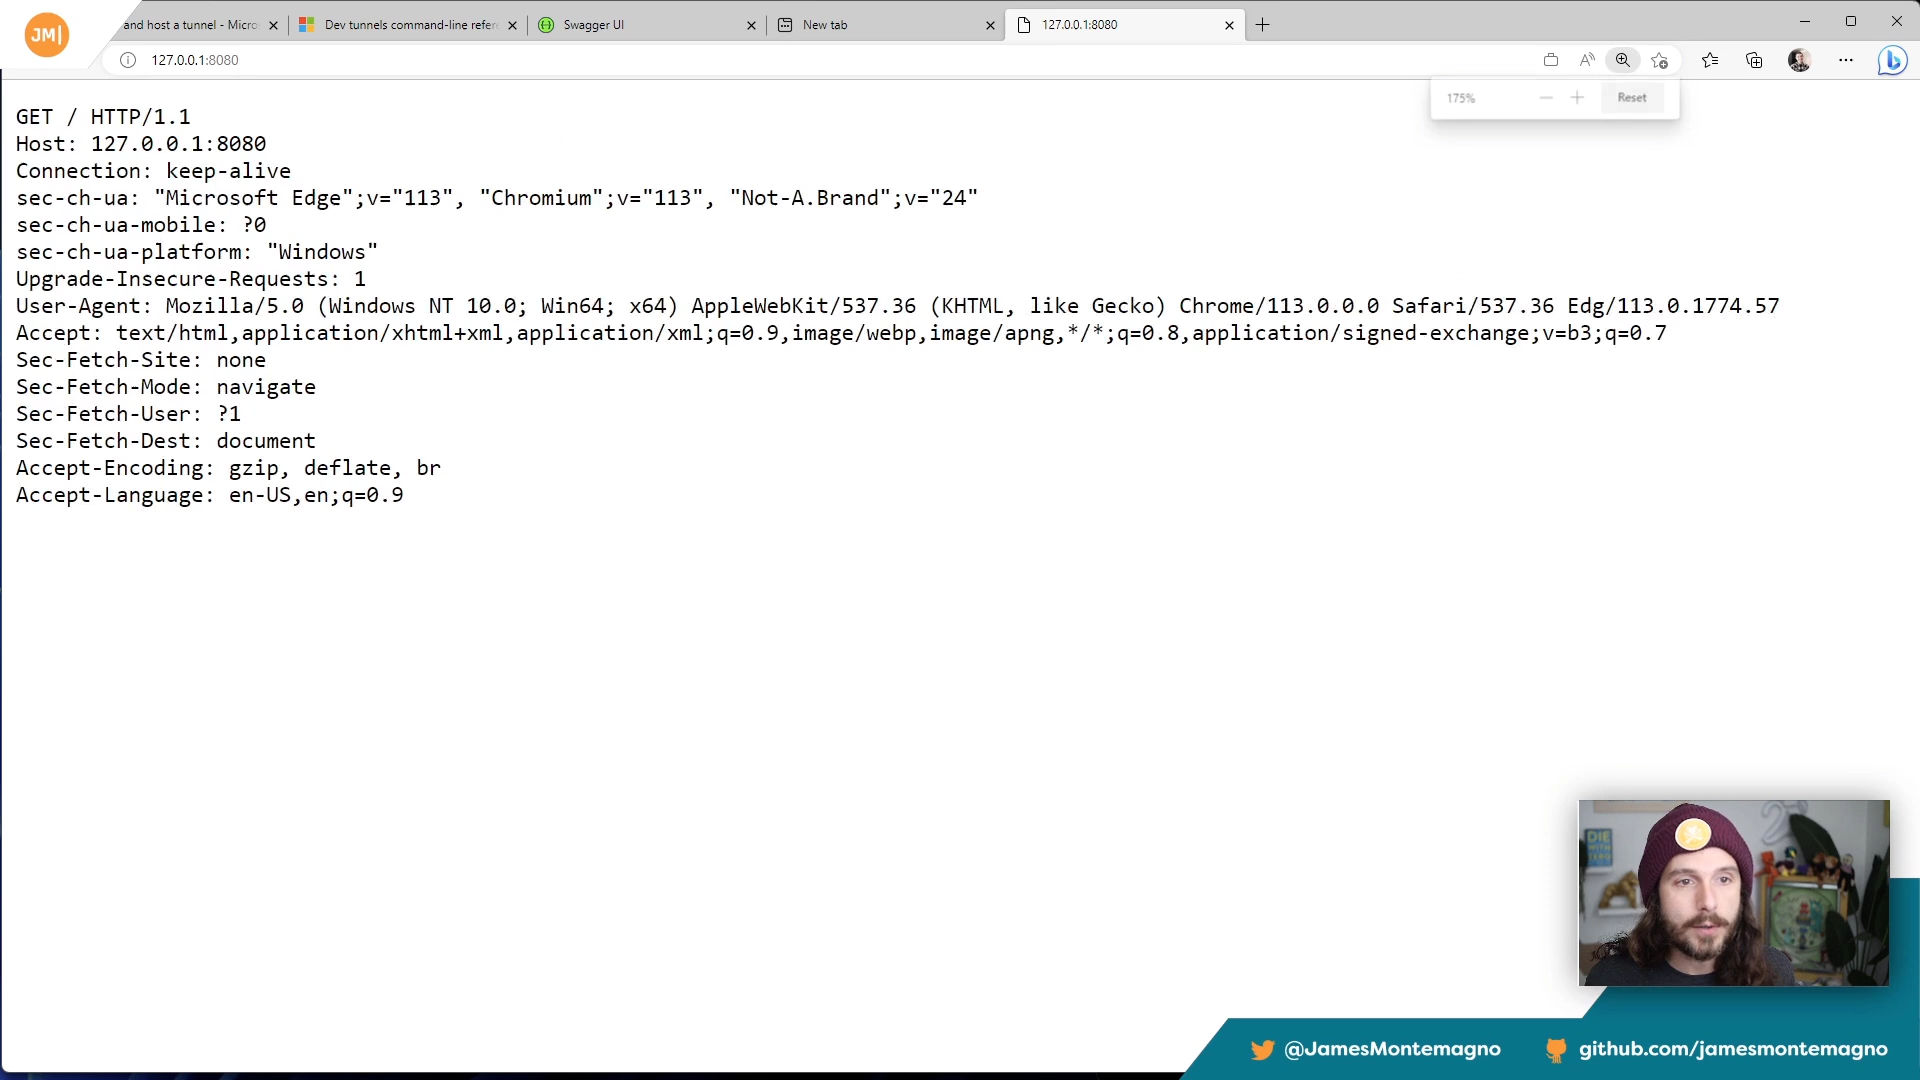 JM|
and host a tunnel - Micro
Dev tunnels command-line refere
Swagger UI
New tab
127.0.0.1:8080
127.0.0.1:8080
175%
Reset
GET / HTTP/1.1
Host: 127.0.0.1:8080
Connection: keep-alive
sec-ch-ua: "Microsoft Edge";v="113", "Chromium";v="113", "Not-A.Brand";v="24"
sec-ch-ua-mobile: ?0
sec-ch-ua-platform: "Windows"
Upgrade-Insecure-Requests: 1
User-Agent: Mozilla/5.0 (Windows NT 10.0; Win64; x64) AppleWebKit/537.36 (KHTML, like Gecko) Chrome/113.0.0.0 Safari/537.36 Edg/113.0.1774.57
Accept: text/html,application/xhtml+xml,application/xml;q=0.9,image/webp,image/apng,*/*;q=0.8,application/signed-exchange;v=b3;q=0.7
Sec-Fetch-Site: none
Sec-Fetch-Mode: navigate
Sec-Fetch-User: ?1
Sec-Fetch-Dest: document
Accept-Encoding: gzip, deflate, br
Accept-Language: en-US,en;q=0.9
DIE
WITH
ZERO
@JamesMontemagno
github.com/jamesmontemagno